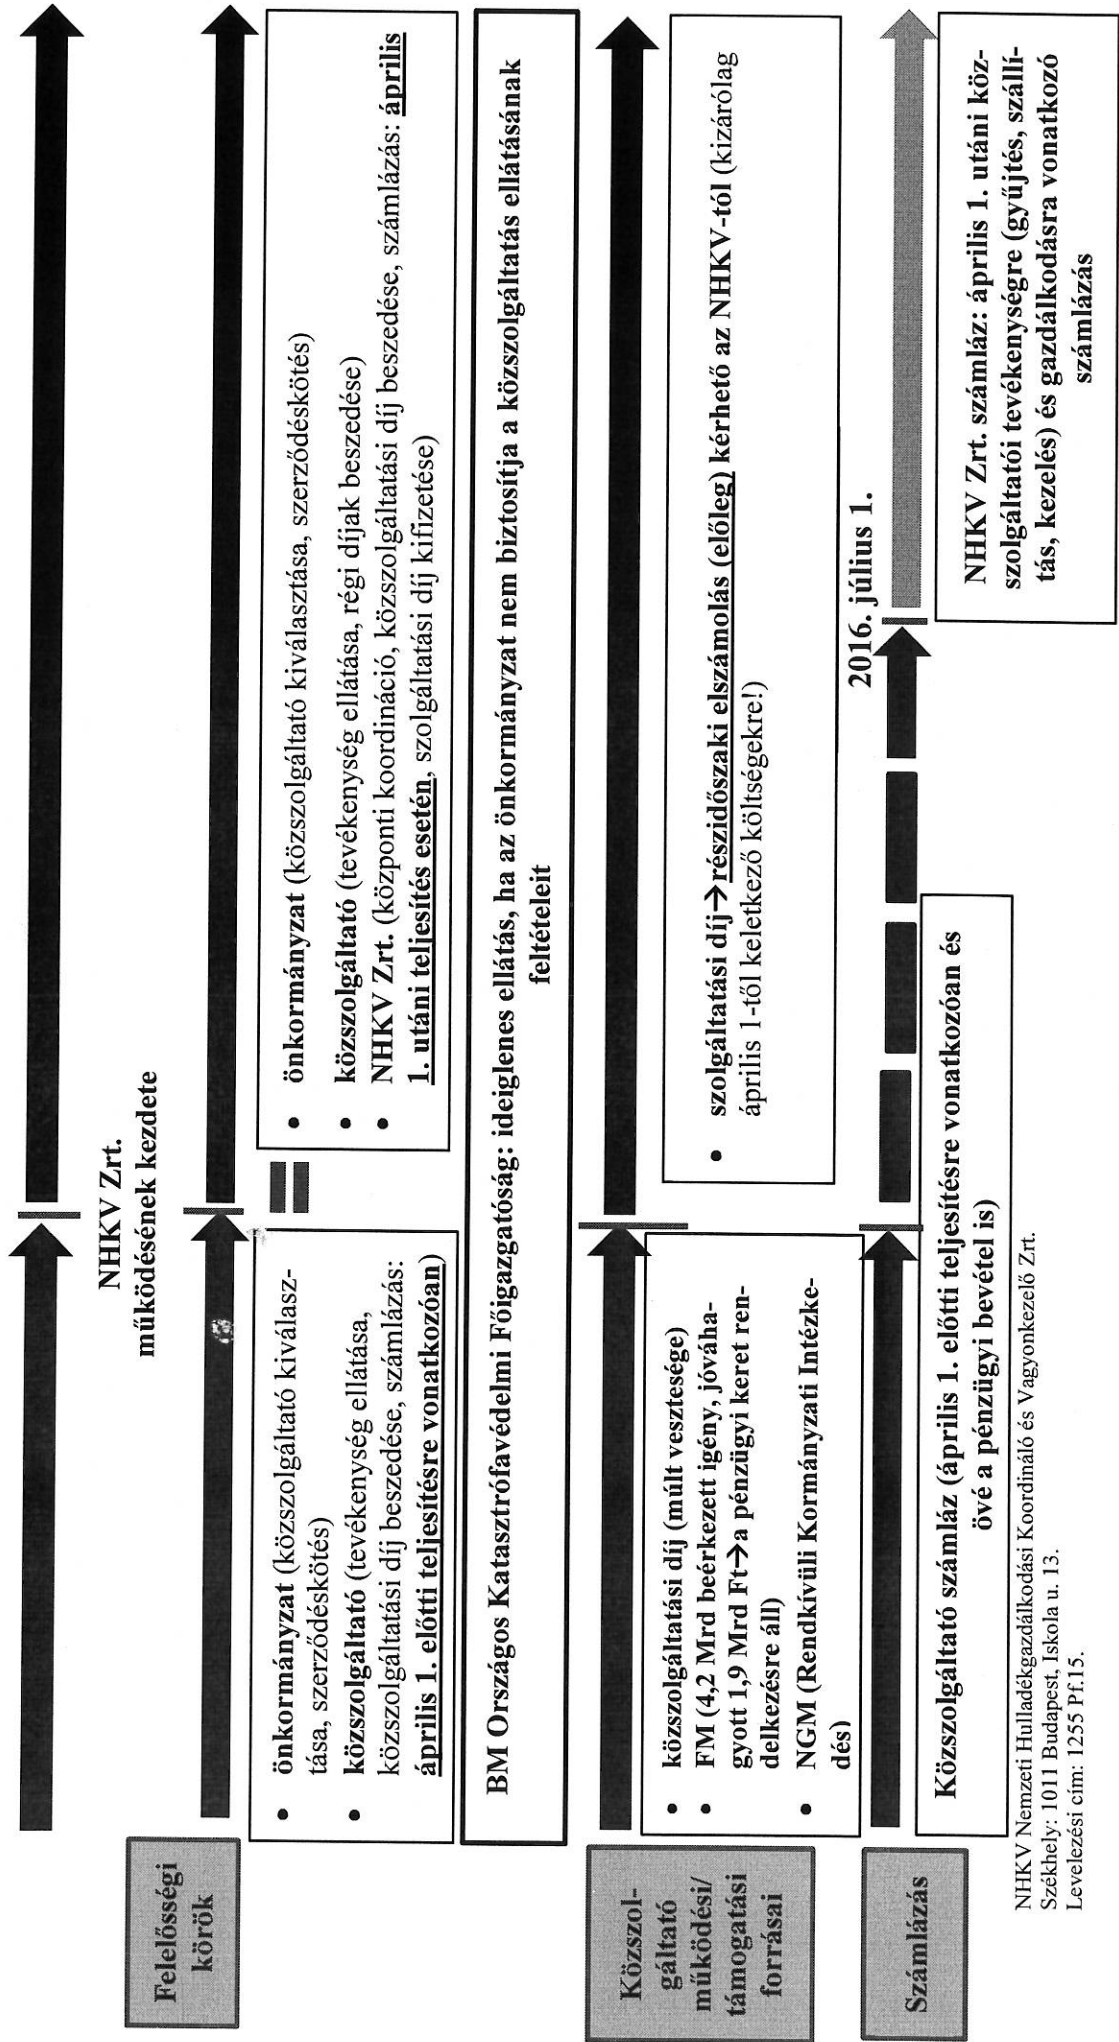 NHKV Zrt.
működésének kezdete
Felelősségi
körök
• önkormányzat (közszolgáltató kiválasz-
tása, szerződéskötés)
• közszolgáltató (tevékenység ellátása,
közszolgáltatási díj beszedése, számlázás:
április 1. előtti teljesítésre vonatkozóan)
=
• önkormányzat (közszolgáltató kiválasztása, szerződéskötés)
• közszolgáltató (tevékenység ellátása, régi díjak beszedése)
• NHKV Zrt. (központi koordináció, közszolgáltatási díj beszedése, számlázás: április
1. utáni teljesítés esetén, szolgáltatási díj kifizetése)
BM Országos Katasztrófavédelmi Főigazgatóság: ideiglenes ellátás, ha az önkormányzat nem biztosítja a közszolgáltatás ellátásának
feltételeit
Közszol-
gáltató
működési/
támogatási
forrásai
• közszolgáltatási díj (múlt vesztesége)
• FM (4,2 Mrd beérkezett igény, jóváha-
gyott 1,9 Mrd Ft→a pénzügyi keret ren-
delkezésre áll)
• NGM (Rendkívüli Kormányzati Intézke-
dés)
• szolgáltatási díj→részidőszaki elszámolás (előleg) kérhető az NHKV-tól (kizárólag
április 1-től keletkező költségekre!)
2016. július 1.
Számlázás
Közszolgáltató számláz (április 1. előtti teljesítésre vonatkozóan és
övé a pénzügyi bevétel is)
NHKV Zrt. számláz: április 1. utáni köz-
szolgáltatói tevékenységre (gyűjtés, szállí-
tás, kezelés) és gazdálkodásra vonatkozó
számlázás
NHKV Nemzeti Hulladékgazdálkodási Koordináló és Vagyonkezelő Zrt.
Székhely: 1011 Budapest, Iskola u. 13.
Levelezési cím: 1255 Pf.15.